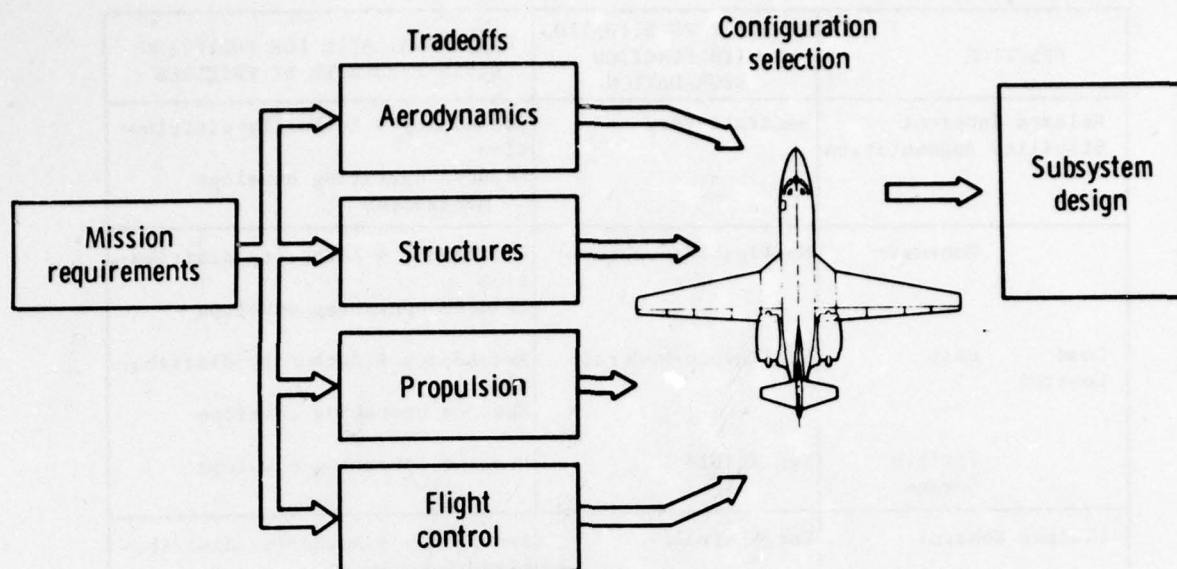 Tradeoffs
Configuration
selection
Aerodynamics
Mission
requirements
Structures
Propulsion
Flight
control
Subsystem
design